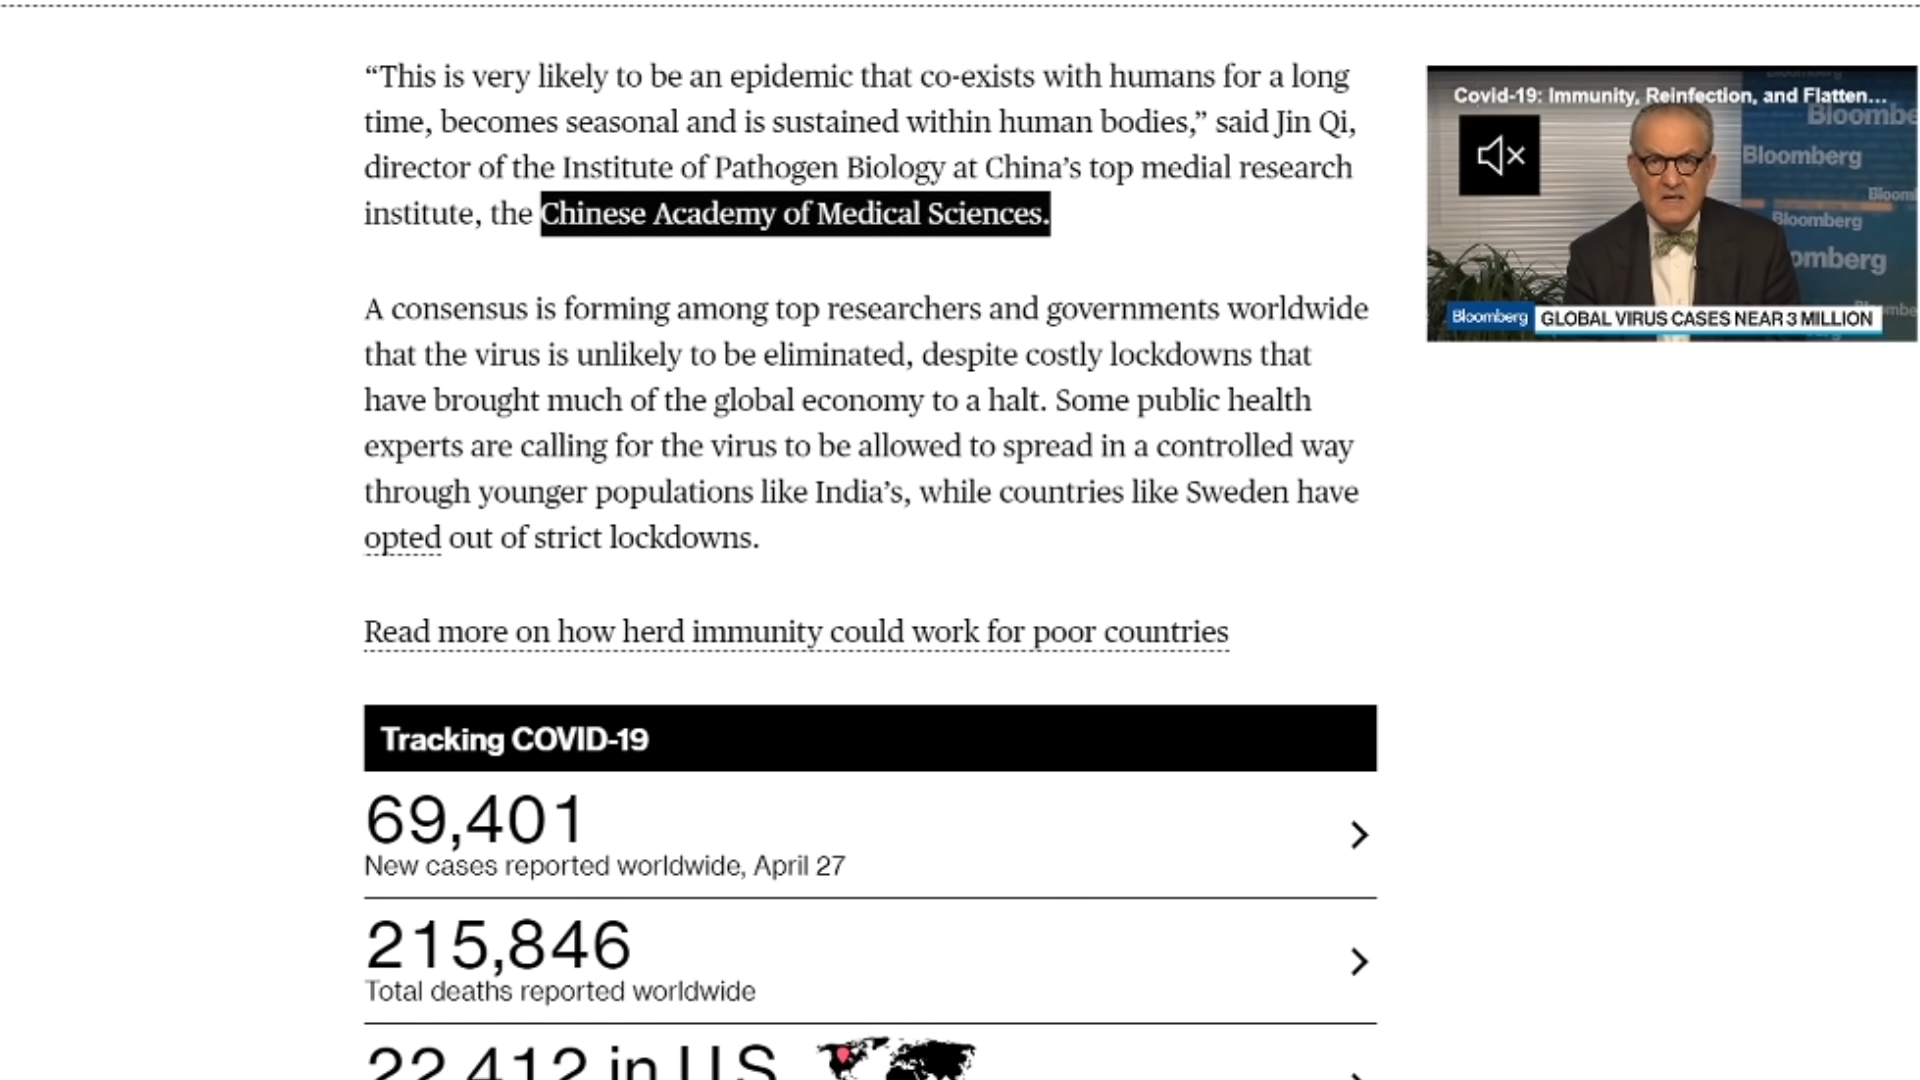 “This is very likely to be an epidemic that co-exists with humans for a long
time, becomes seasonal and is sustained within human bodies,” said Jin Qi,
director of the Institute of Pathogen Biology at China’s top medial research
institute, the Chinese Academy of Medical Sciences.
A consensus is forming among top researchers and governments worldwide
that the virus is unlikely to be eliminated, despite costly lockdowns that
have brought much of the global economy to a halt. Some public health
experts are calling for the virus to be allowed to spread in a controlled way
through younger populations like India’s, while countries like Sweden have
opted out of strict lockdowns.
Read more on how herd immunity could work for poor countries
Tracking COVID-19
69,401
New cases reported worldwide, April 27
215,846
Total deaths reported worldwide
22,412 in U.S.
Covid-19: Immunity, Reinfection, and Flatten...
Bloomberg
Bloomberg
Bloomberg GLOBAL VIRUS CASES NEAR 3 MILLION